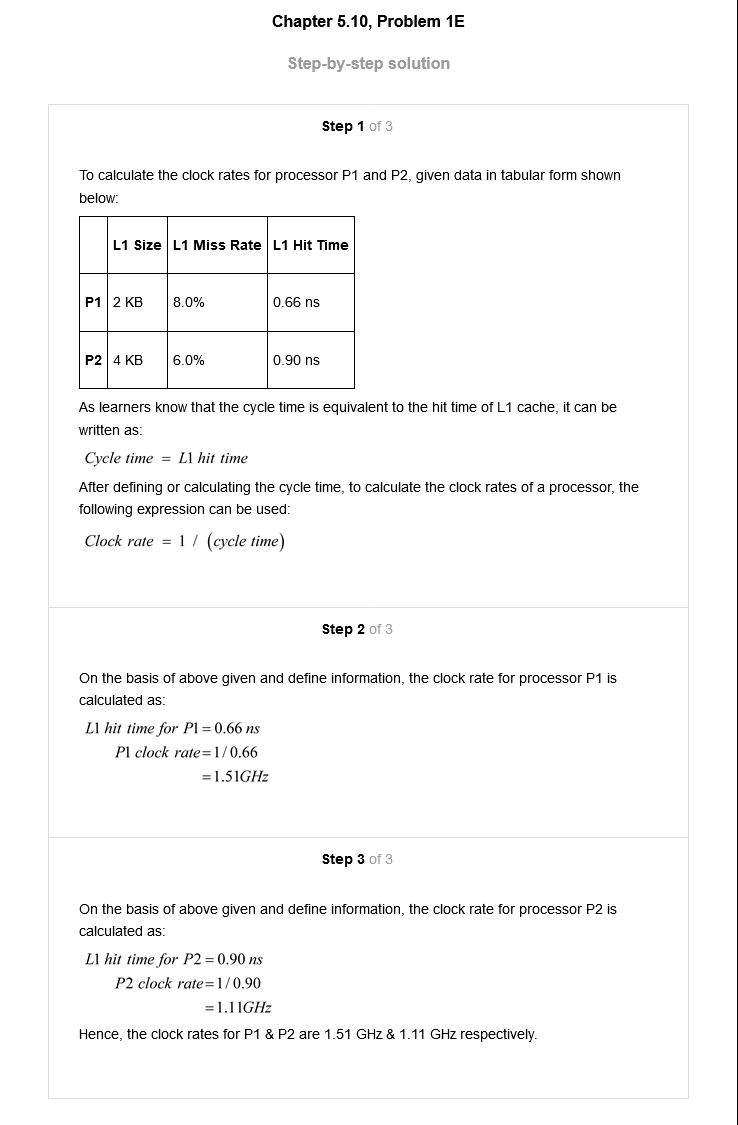 Chapter 5.10, Problem 1E
Step-by-step solution
Step 1 of 3
To calculate the clock rates for processor P1 and P2, given data in tabular form shown
below:
L1 Size L1 Miss Rate L1 Hit Time
P1 2 KB 8.0% 0.66 ns
P2 4 KB 6.0% 0.90 ns
As learners know that the cycle time is equivalent to the hit time of L1 cache, it can be
written as:
Cycle time = L1 hit time
After defining or calculating the cycle time, to calculate the clock rates of a processor, the
following expression can be used:
Clock rate = 1 / (cycle time)
Step 2 of 3
On the basis of above given and define information, the clock rate for processor P1 is
calculated as:
L1 hit time for P1 = 0.66 ns
P1 clock rate = 1 / 0.66
= 1.51GHz
Step 3 of 3
On the basis of above given and define information, the clock rate for processor P2 is
calculated as:
L1 hit time for P2 = 0.90 ns
P2 clock rate = 1 / 0.90
= 1.11GHz
Hence, the clock rates for P1 & P2 are 1.51 GHz & 1.11 GHz respectively.